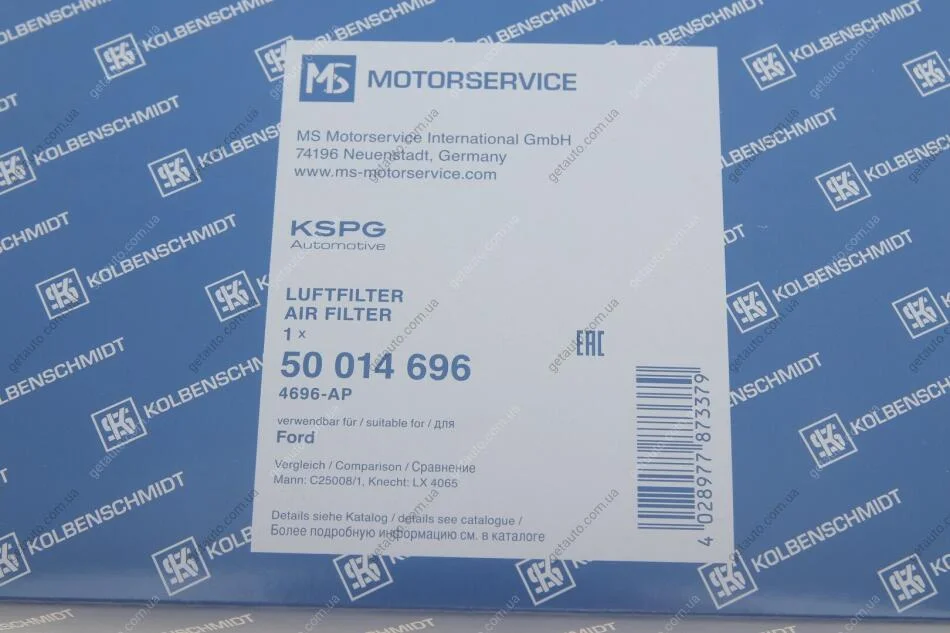 MS MOTORSERVICE
MS Motorservice International GmbH
74196 Neuenstadt, Germany
www.ms-motorservice.com
KSPG
Automotive
LUFTFILTER
AIR FILTER
1 x
50 014 696
4696-AP
EAC
verwendbar für / suitable for / для
Ford
Vergleich / Comparison / Сравнение
Mann: C25008/1, Knecht: LX 4065
Details siehe Katalog / details see catalogue /
Более подробную информацию см. в каталоге
4 028977 873379
KOLBENSCHMIDT
getauto.com.ua